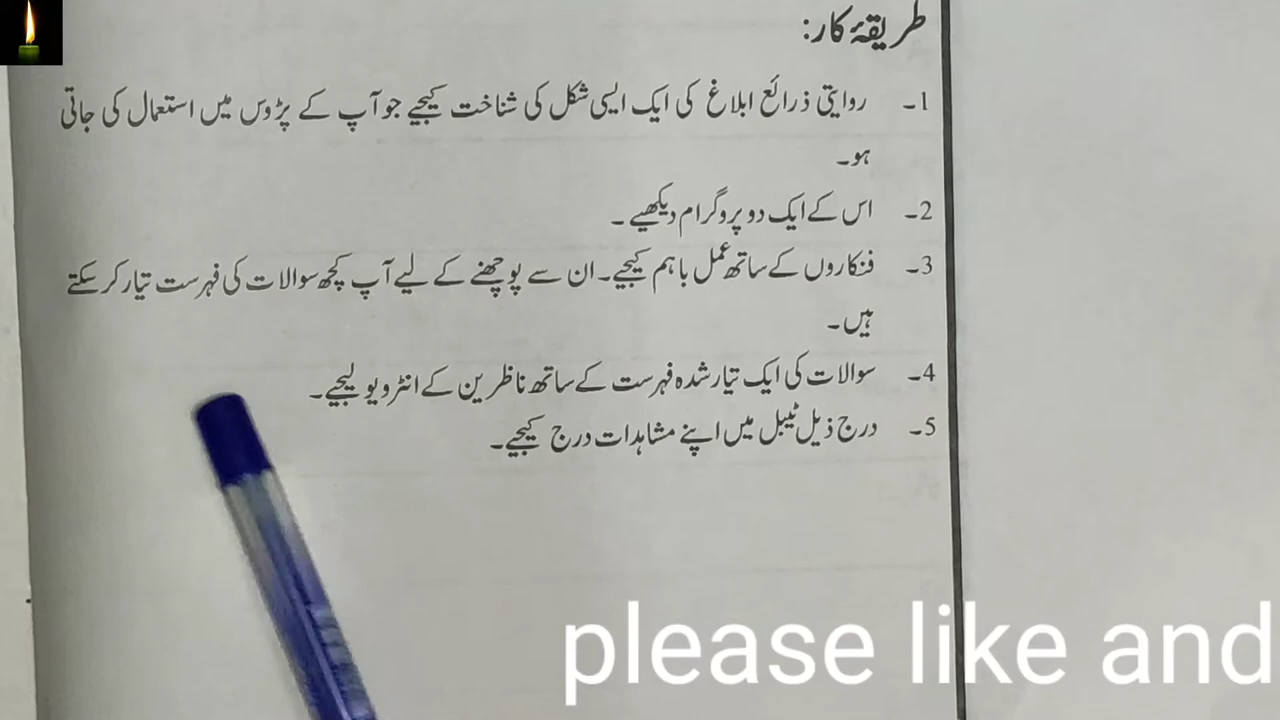 طریقۂ کار:
1۔ روایتی ذرائع ابلاغ کی ایک ایسی شکل کی شناخت کیجیے جو آپ کے پڑوس میں استعمال کی جاتی
ہو۔
2۔ اس کے ایک دو پروگرام دیکھیے۔
3۔ فنکاروں کے ساتھ عمل باہم کیجیے۔ ان سے پوچھنے کے لیے آپ کچھ سوالات کی فہرست تیار کر سکتے
ہیں۔
4۔ سوالات کی ایک تیار شدہ فہرست کے ساتھ ناظرین کے انٹرویو لیجیے۔
5۔ درج ذیل ٹیبل میں اپنے مشاہدات درج کیجیے۔
please like and